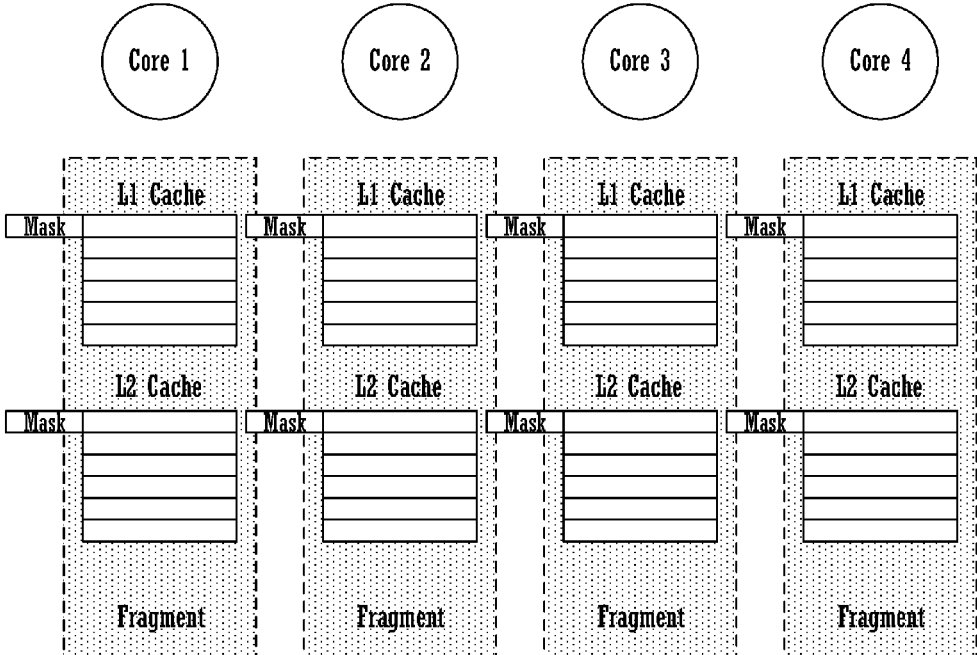 Core 1 Core 2 Core 3 Core 4
L1 Cache L1 Cache L1 Cache L1 Cache
Mask Mask Mask Mask
L2 Cache L2 Cache L2 Cache L2 Cache
Mask Mask Mask Mask
Fragment Fragment Fragment Fragment